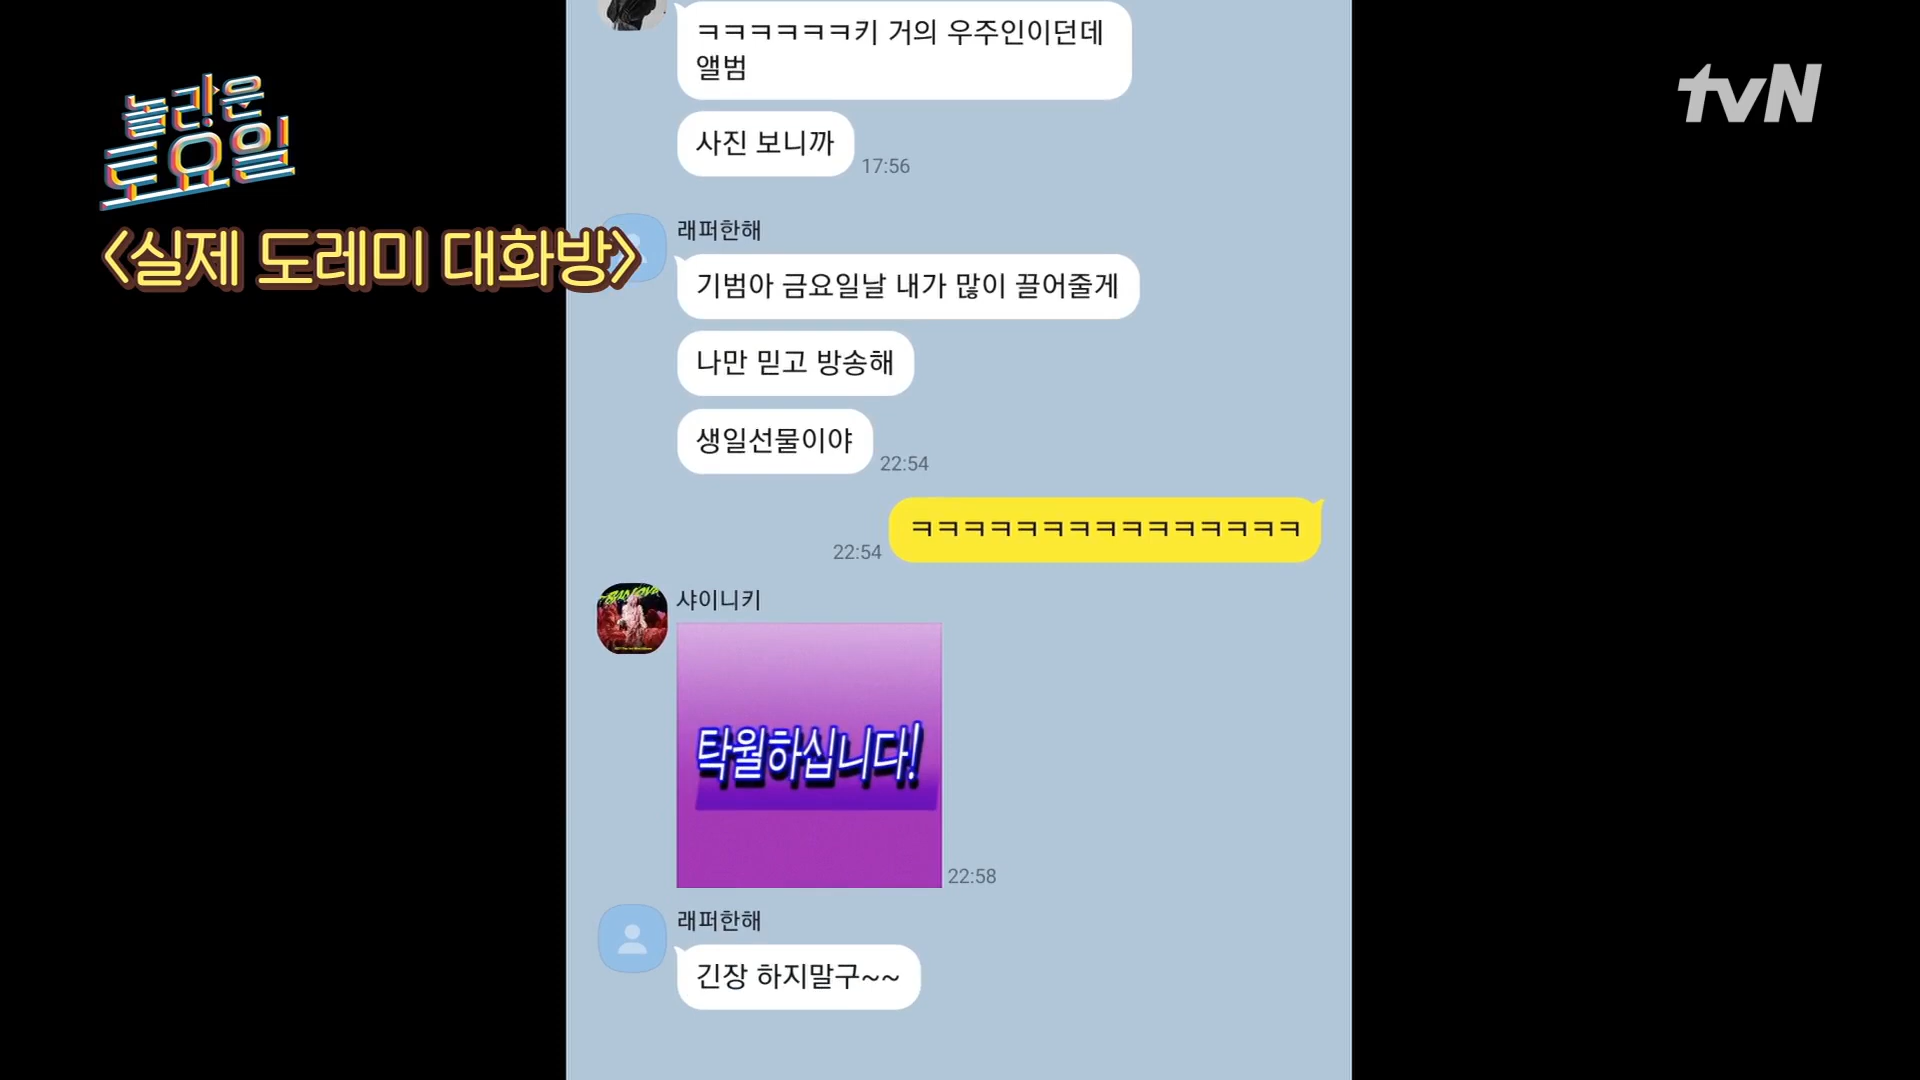 놀라운
토요일
tvN
<실제 도레미 대화방>
ㅋㅋㅋㅋㅋㅋ키 거의 우주인이던데
앨범
사진 보니까
17:56
래퍼한해
기범아 금요일날 내가 많이 끌어줄게
나만 믿고 방송해
생일선물이야
22:54
ㅋㅋㅋㅋㅋㅋㅋㅋㅋㅋㅋㅋㅋㅋㅋ
22:54
샤이니키
탁월하십니다!
22:58
래퍼한해
긴장 하지말구~~